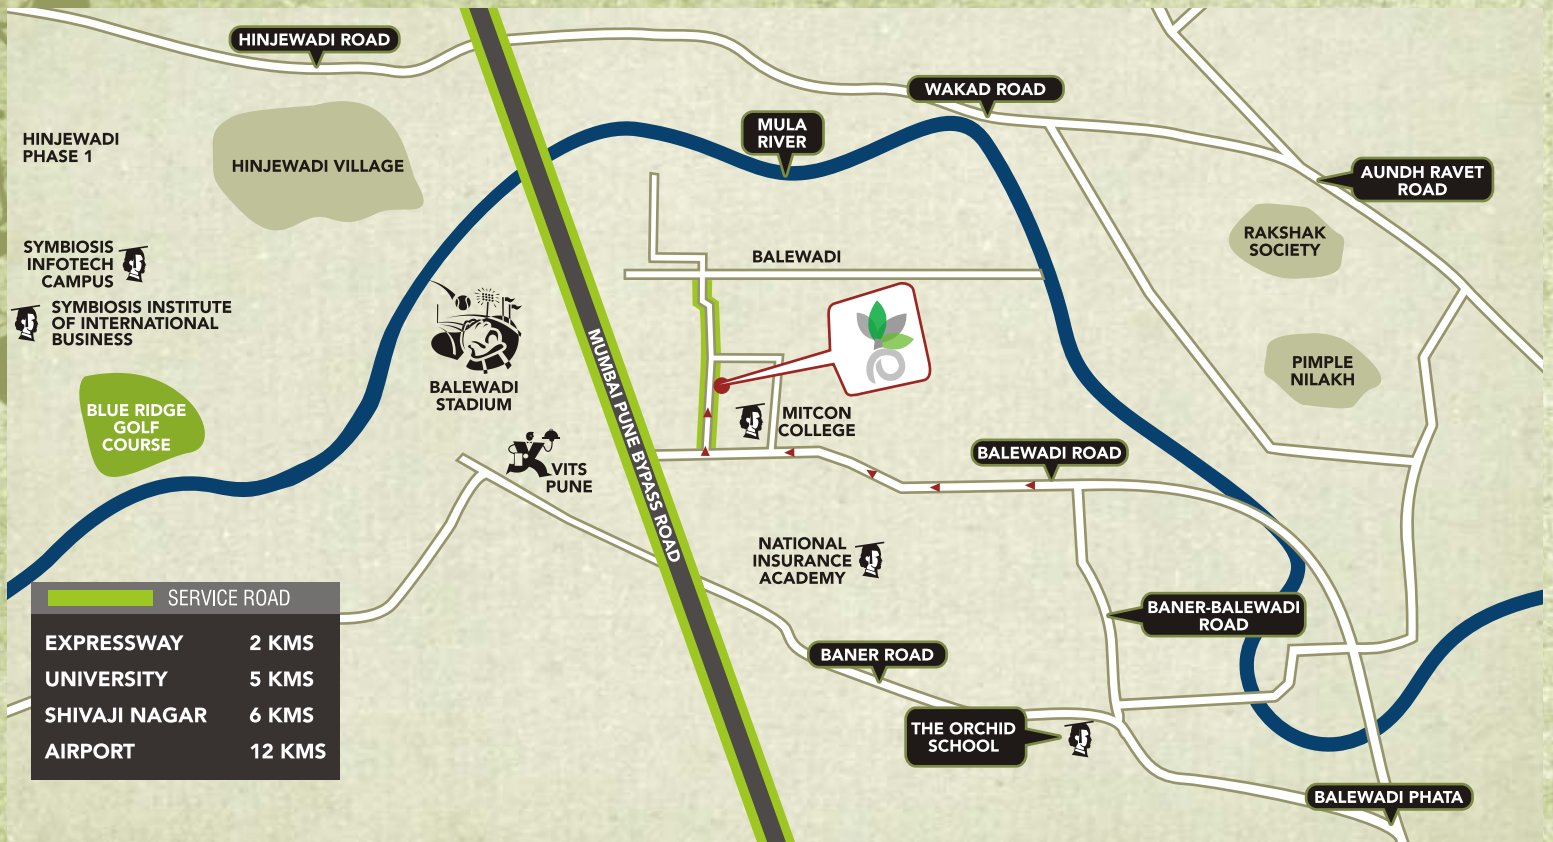 HINJEWADI ROAD
WAKAD ROAD
MULA
RIVER
HINJEWADI
PHASE 1
HINJEWADI VILLAGE
AUNDH RAVET
ROAD
RAKSHAK
SOCIETY
SYMBIOSIS
INFOTECH
CAMPUS
BALEWADI
SYMBIOSIS INSTITUTE
OF INTERNATIONAL
BUSINESS
MUMBAI PUNE BYPASS ROAD
PIMPLE
NILAKH
BALEWADI
STADIUM
BLUE RIDGE
GOLF
COURSE
MITCON
COLLEGE
BALEWADI ROAD
VITS
PUNE
NATIONAL
INSURANCE
ACADEMY
SERVICE ROAD
EXPRESSWAY 2 KMS
UNIVERSITY 5 KMS
SHIVAJI NAGAR 6 KMS
AIRPORT 12 KMS
BANER-BALEWADI
ROAD
BANER ROAD
THE ORCHID
SCHOOL
BALEWADI PHATA